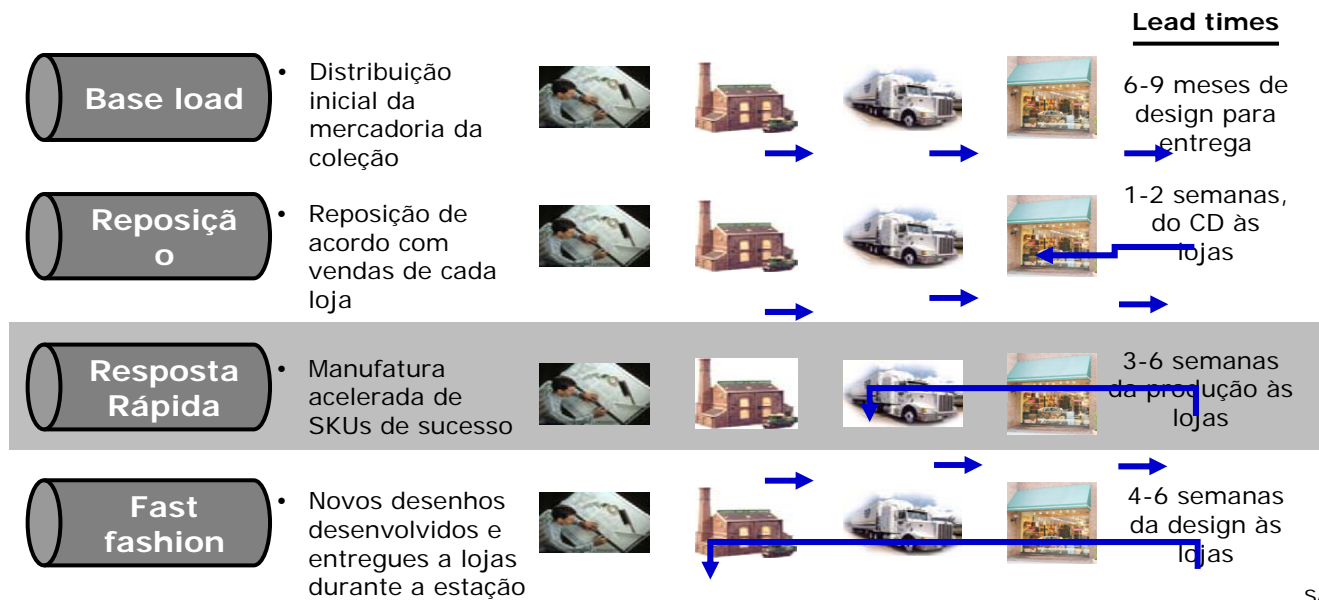 Lead times
Base load
• Distribuição
inicial da
mercadoria da
coleção
6-9 meses de
design para
entrega
Reposiçã
o
• Reposição de
acordo com
vendas de cada
loja
1-2 semanas,
do CD às
lojas
Resposta
Rápida
• Manufatura
acelerada de
SKUs de sucesso
3-6 semanas
da produção às
lojas
Fast
fashion
• Novos desenhos
desenvolvidos e
entregues a lojas
durante a estação
4-6 semanas
da design às
lojas